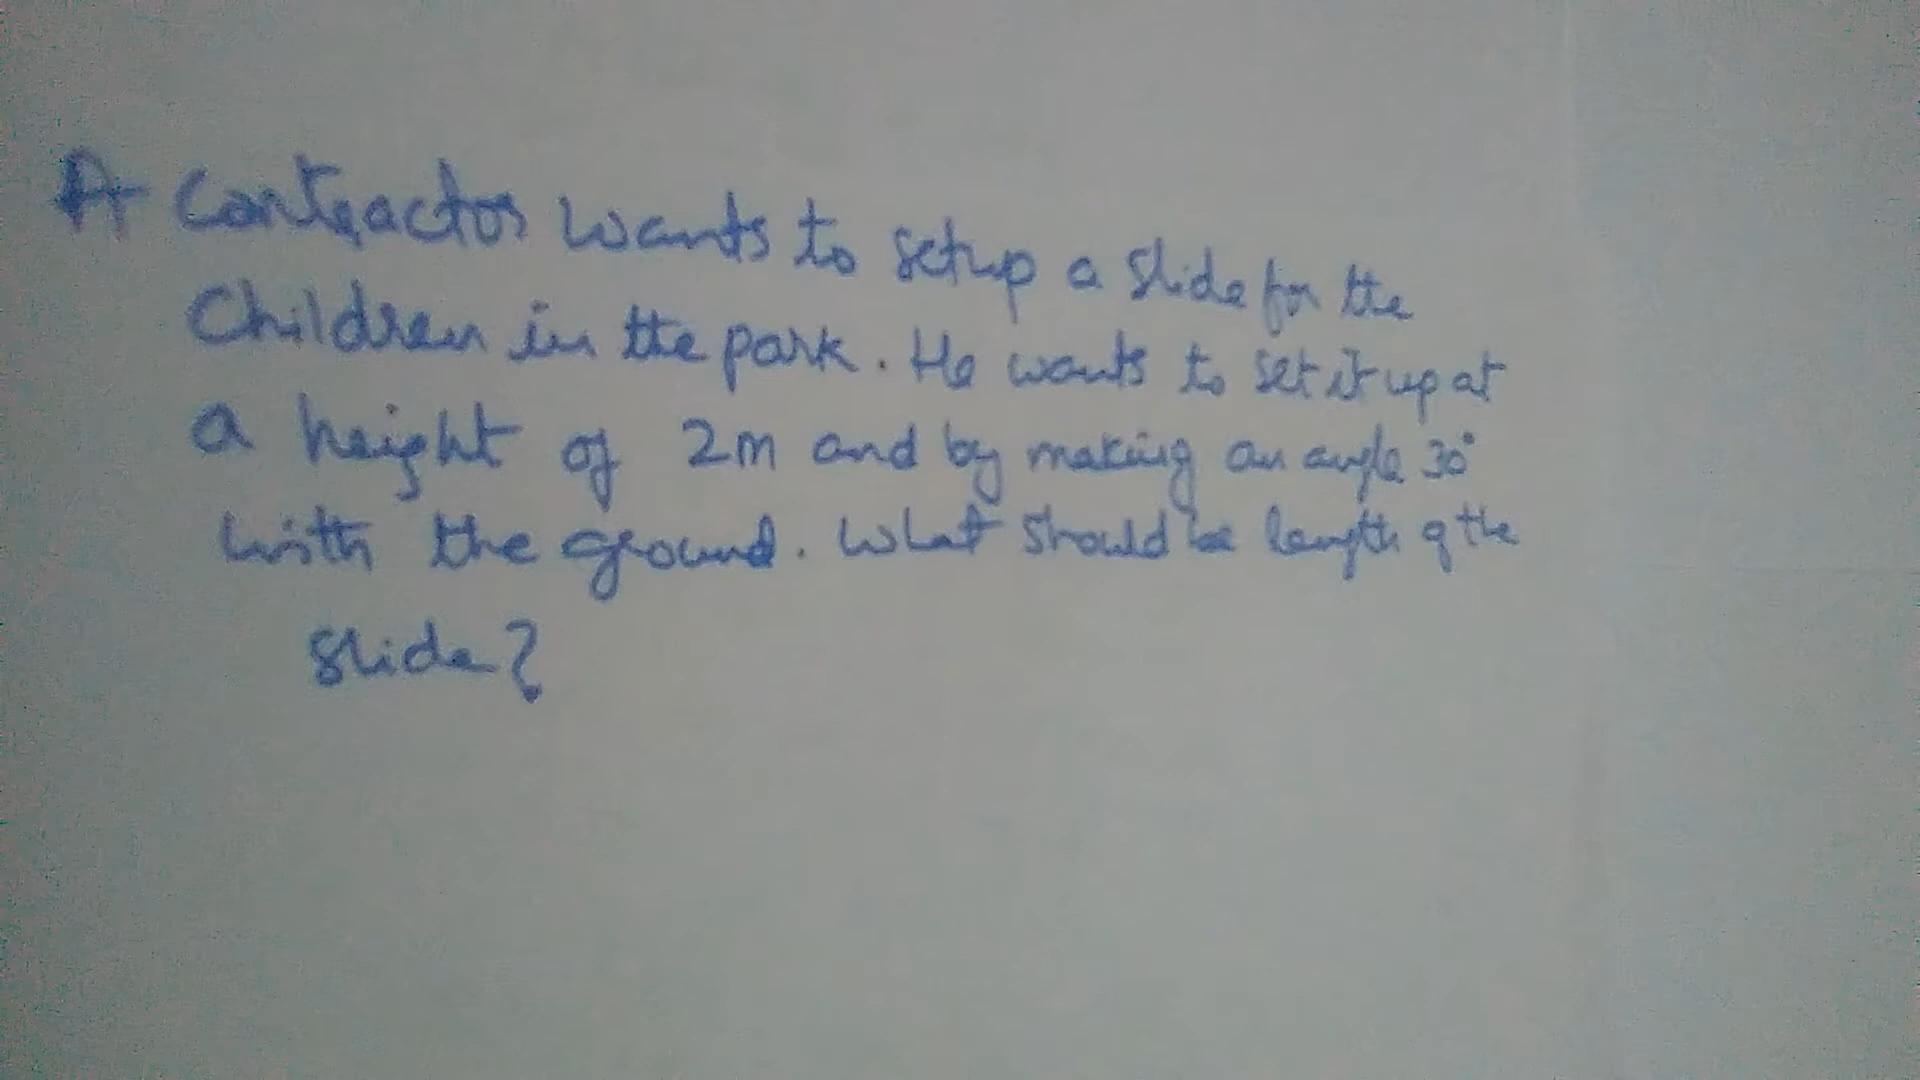 A contractor wants to setup a slide for the
children in the park. He wants to set it up at
a height of 2m and by making an angle 30°
with the ground. What should be length of the
slide?